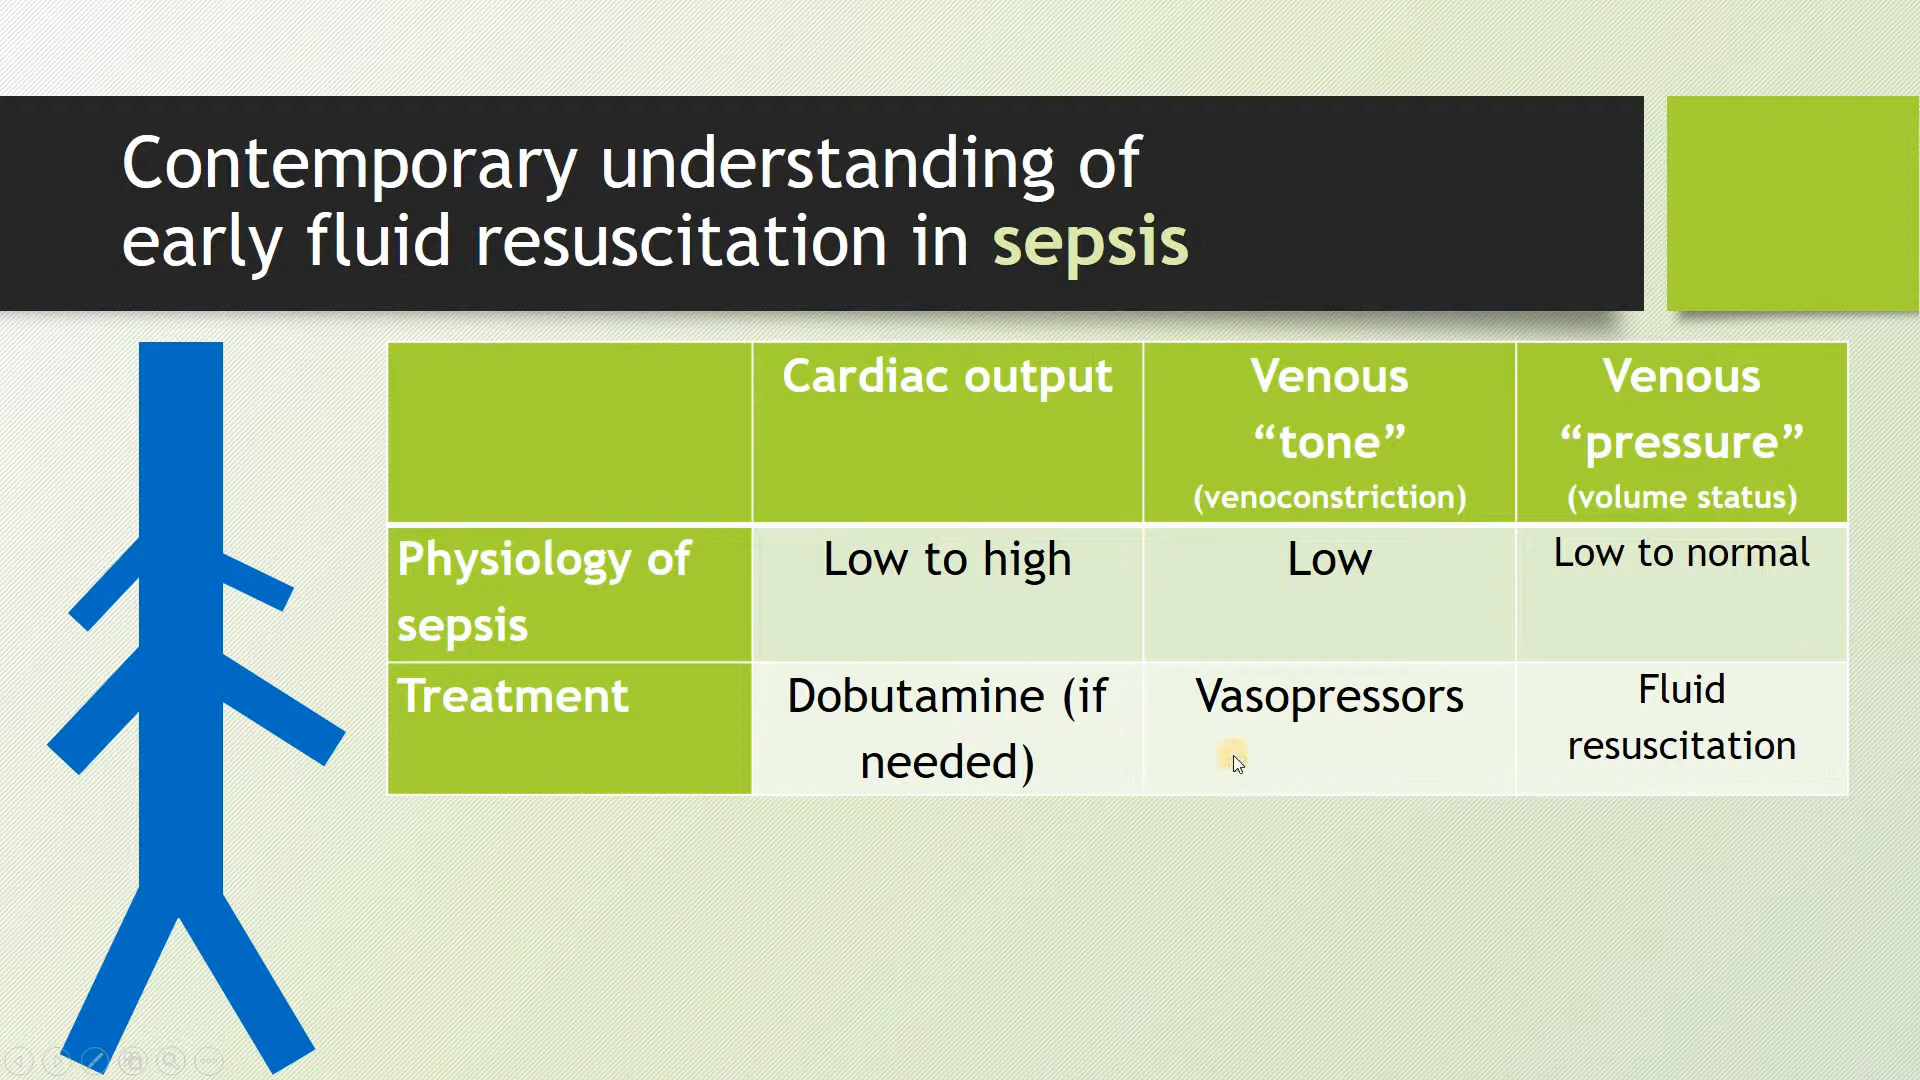 Contemporary understanding of
early fluid resuscitation in sepsis
Cardiac output
Venous
“tone”
(venoconstriction)
Venous
“pressure”
(volume status)
Physiology of
sepsis
Low to high
Low
Low to normal
Treatment
Dobutamine (if
needed)
Vasopressors
Fluid
resuscitation